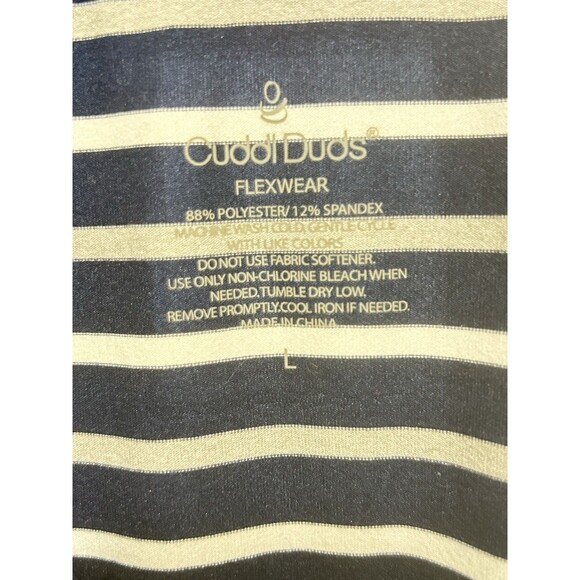 Cuddl Duds®
FLEXWEAR
88% POLYESTER/12% SPANDEX
MACHINE WASH COLD, GENTLE CYCLE
WITH LIKE COLORS
DO NOT USE FABRIC SOFTENER.
USE ONLY NON-CHLORINE BLEACH WHEN
NEEDED.TUMBLE DRY LOW.
REMOVE PROMPTLY.COOL IRON IF NEEDED.
MADE IN CHINA
L